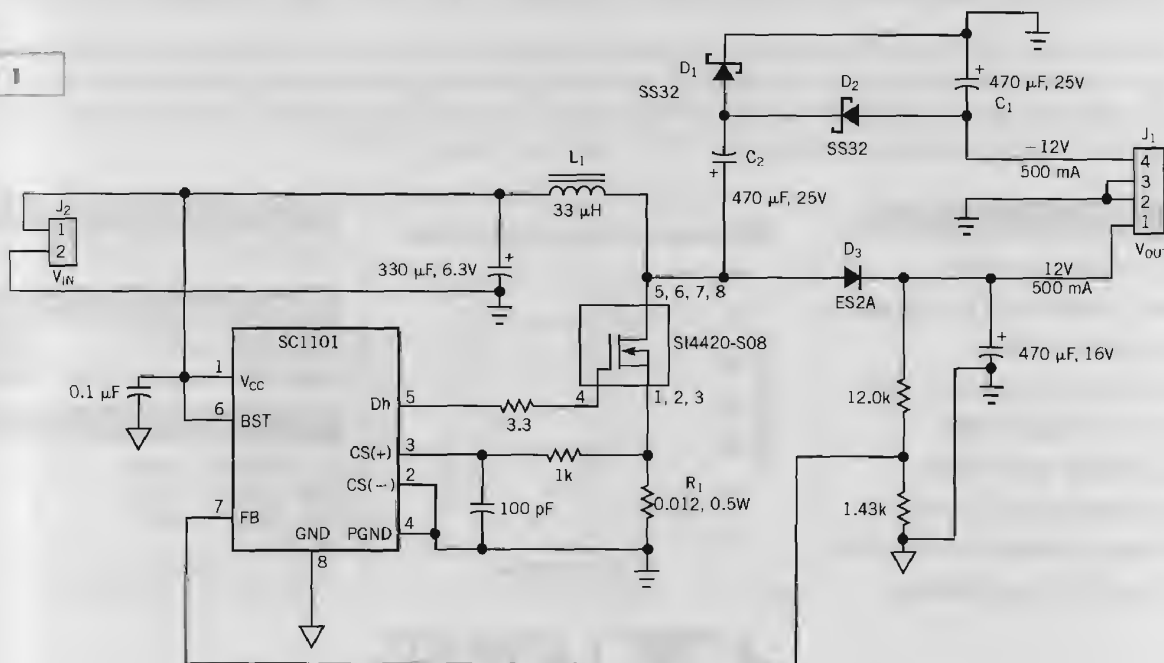 1
D1
SS32
D2
SS32
+
470 µF, 25V
C1
C2
+
470 µF, 25V
−12V
500 mA
J1
4
3
2
1
VOUT
L1
33 µH
J2
1
2
VIN
330 µF, 6.3V
+
D3
ES2A
12V
500 mA
5, 6, 7, 8
SI4420-S08
4
1, 2, 3
+
470 µF, 16V
12.0k
1.43k
SC1101
0.1 µF
1
VCC
6
BST
7
FB
GND
8
Dh
5
3.3
CS(+)
3
1k
CS(−)
2
PGND
4
100 pF
R1
0.012, 0.5W